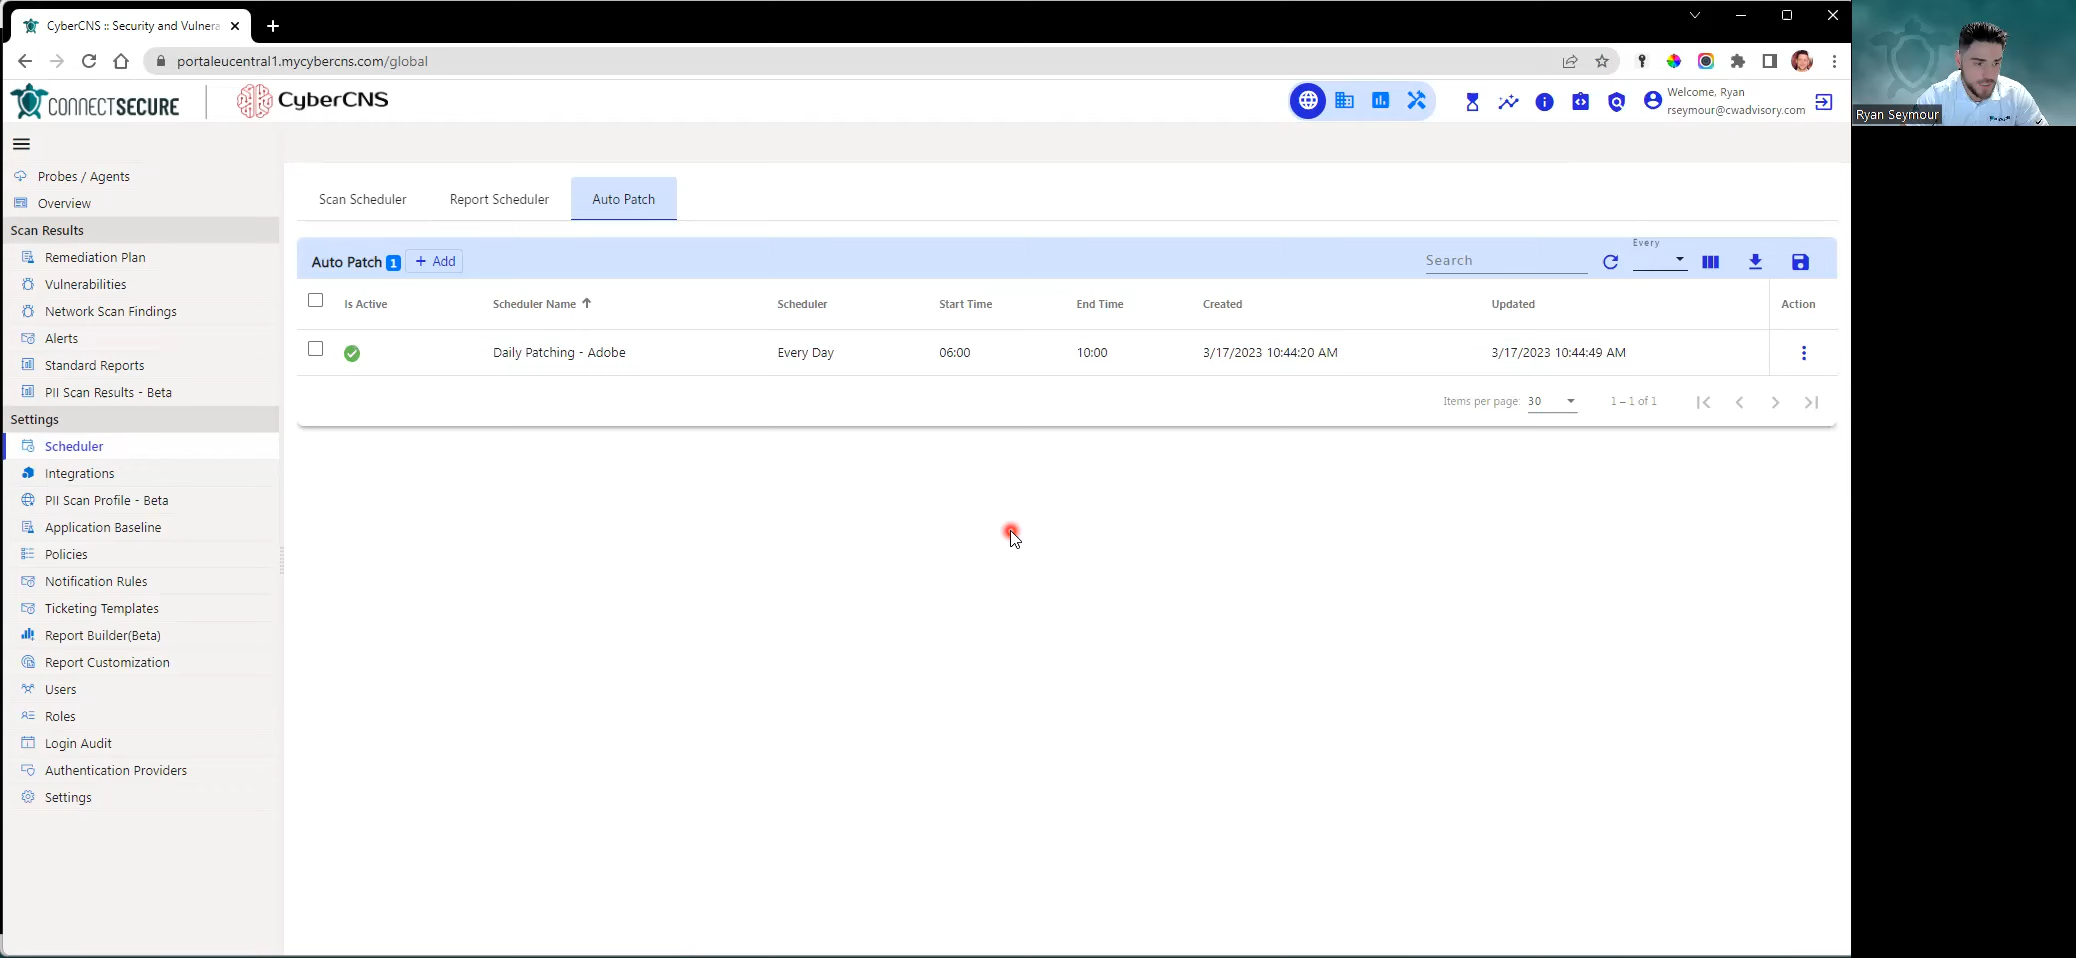 CyberCNS :: Security and Vulnera
portaleucentral1.mycybercns.com/global
CONNECTSECURE
CyberCNS
Welcome, Ryan
rseymour@cwadvisory.com
Ryan Seymour
Probes / Agents
Overview
Scan Results
Remediation Plan
Vulnerabilities
Network Scan Findings
Alerts
Standard Reports
PII Scan Results - Beta
Settings
Scheduler
Integrations
PII Scan Profile - Beta
Application Baseline
Policies
Notification Rules
Ticketing Templates
Report Builder(Beta)
Report Customization
Users
Roles
Login Audit
Authentication Providers
Settings
Scan Scheduler Report Scheduler Auto Patch
Auto Patch 1 + Add
Search
Every
Is Active Scheduler Name Scheduler Start Time End Time Created Updated Action
Daily Patching - Adobe Every Day 06:00 10:00 3/17/2023 10:44:20 AM 3/17/2023 10:44:49 AM
Items per page: 30 1 – 1 of 1